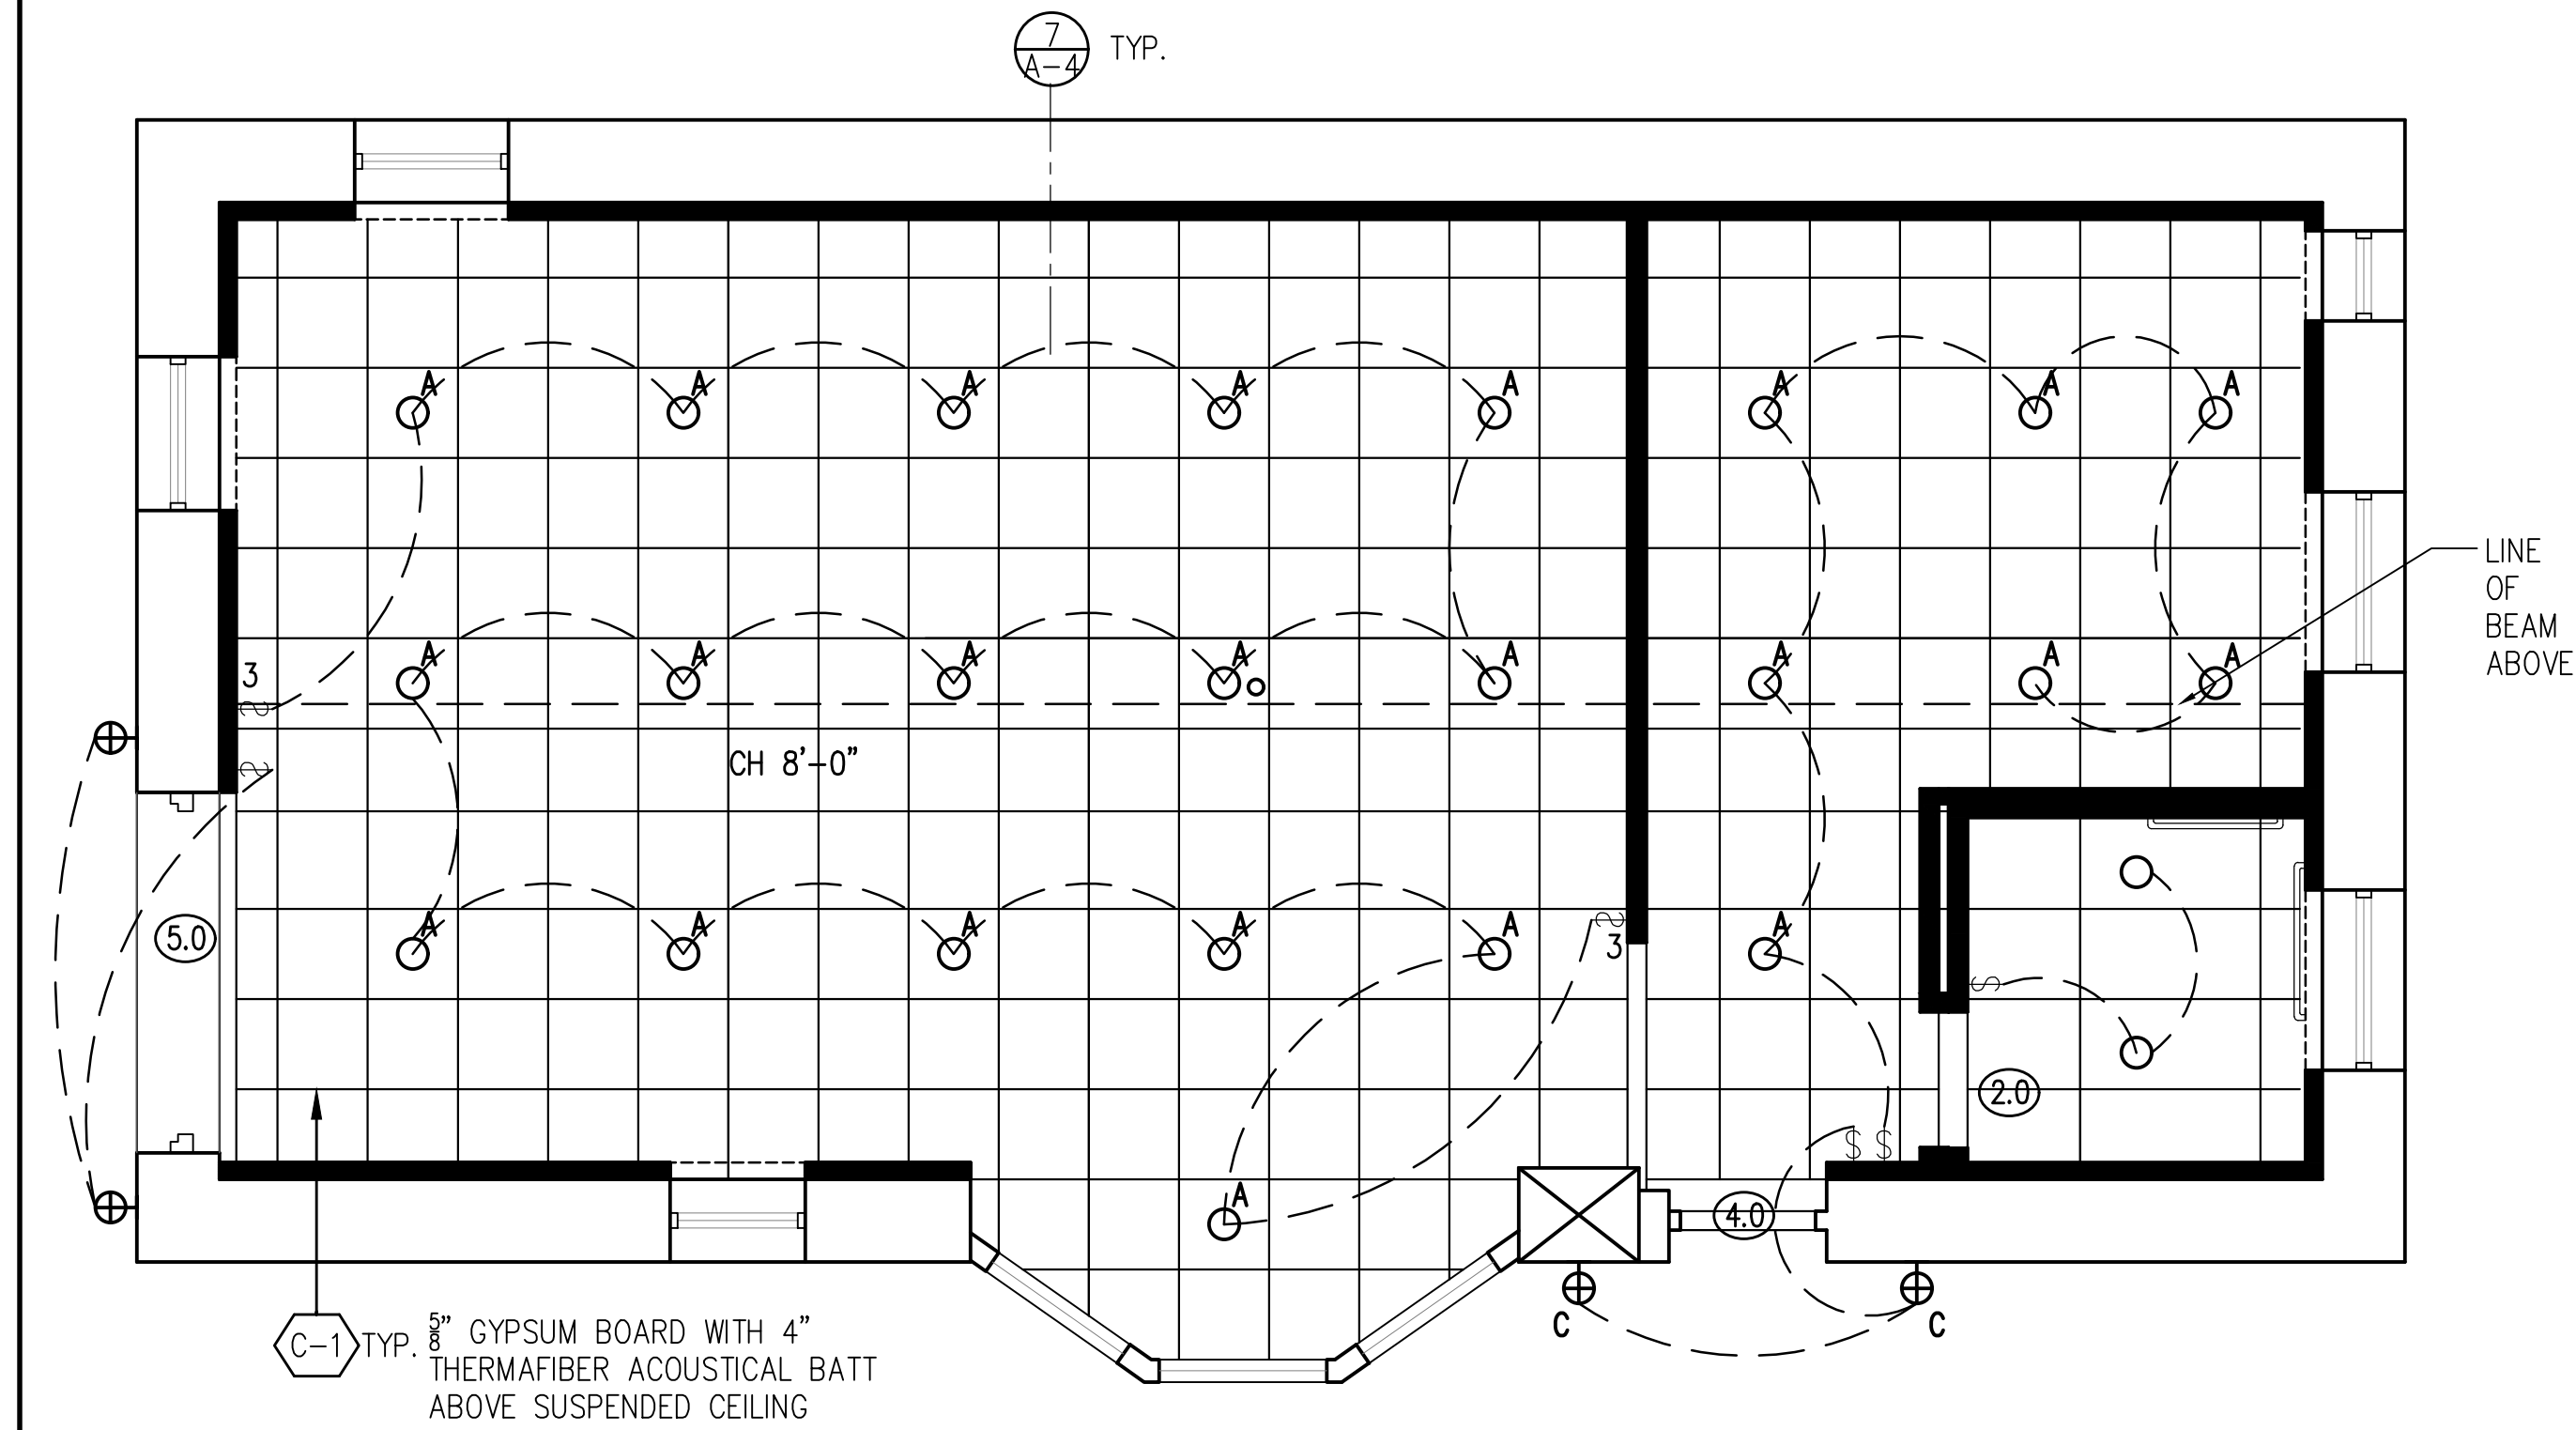 7
A-4 TYP.
A A A A A A A A
LINE
OF
BEAM
ABOVE
A A A A A A A A
3
CH 8'-0"
A A A A A A
3
5.0
2.0
$ $
A
4.0
C C
C-1 TYP. 5/8" GYPSUM BOARD WITH 4"
THERMAFIBER ACOUSTICAL BATT
ABOVE SUSPENDED CEILING